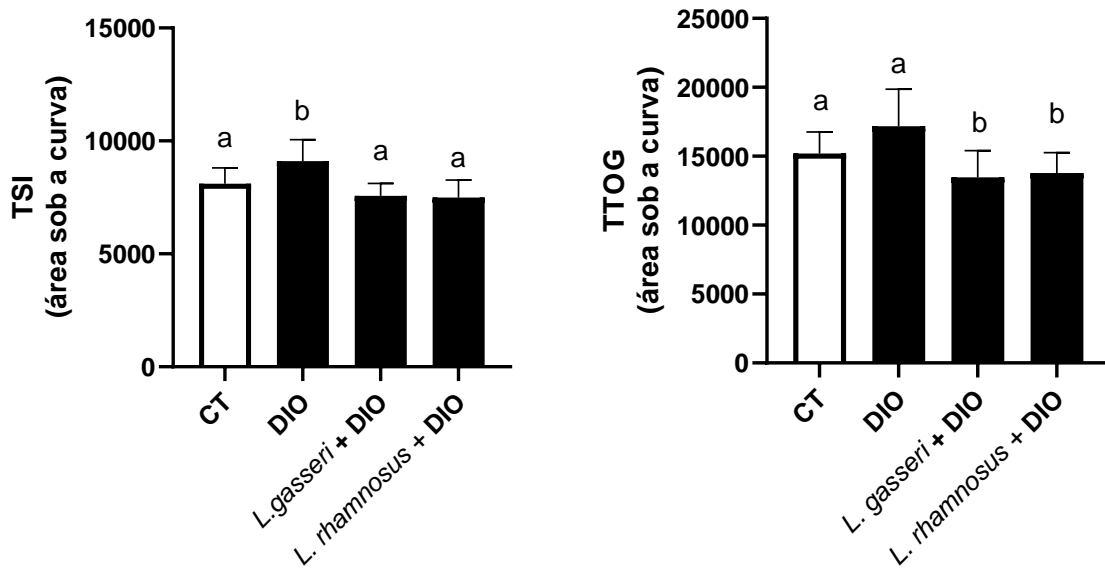 TSI
(área sob a curva)
15000
10000
5000
0
a
b
a
a
CT
DIO
L.gasseri + DIO
L. rhamnosus + DIO
TTOG
(área sob a curva)
25000
20000
15000
10000
5000
0
a
a
b
b
CT
DIO
L. gasseri + DIO
L. rhamnosus + DIO